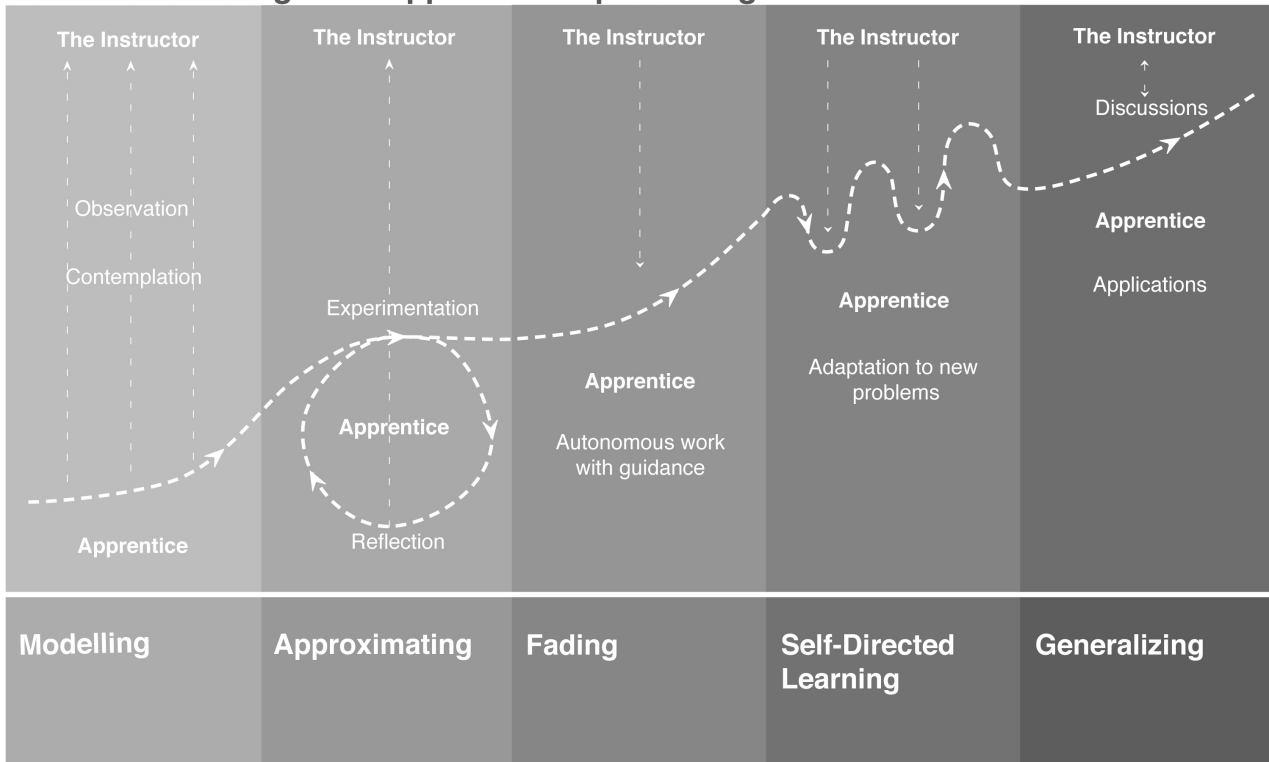 The Instructor
Observation
Contemplation
Apprentice
Modelling
The Instructor
Experimentation
Apprentice
Reflection
Approximating
The Instructor
Apprentice
Autonomous work
with guidance
Fading
The Instructor
Apprentice
Adaptation to new
problems
Self-Directed
Learning
The Instructor
Discussions
Apprentice
Applications
Generalizing